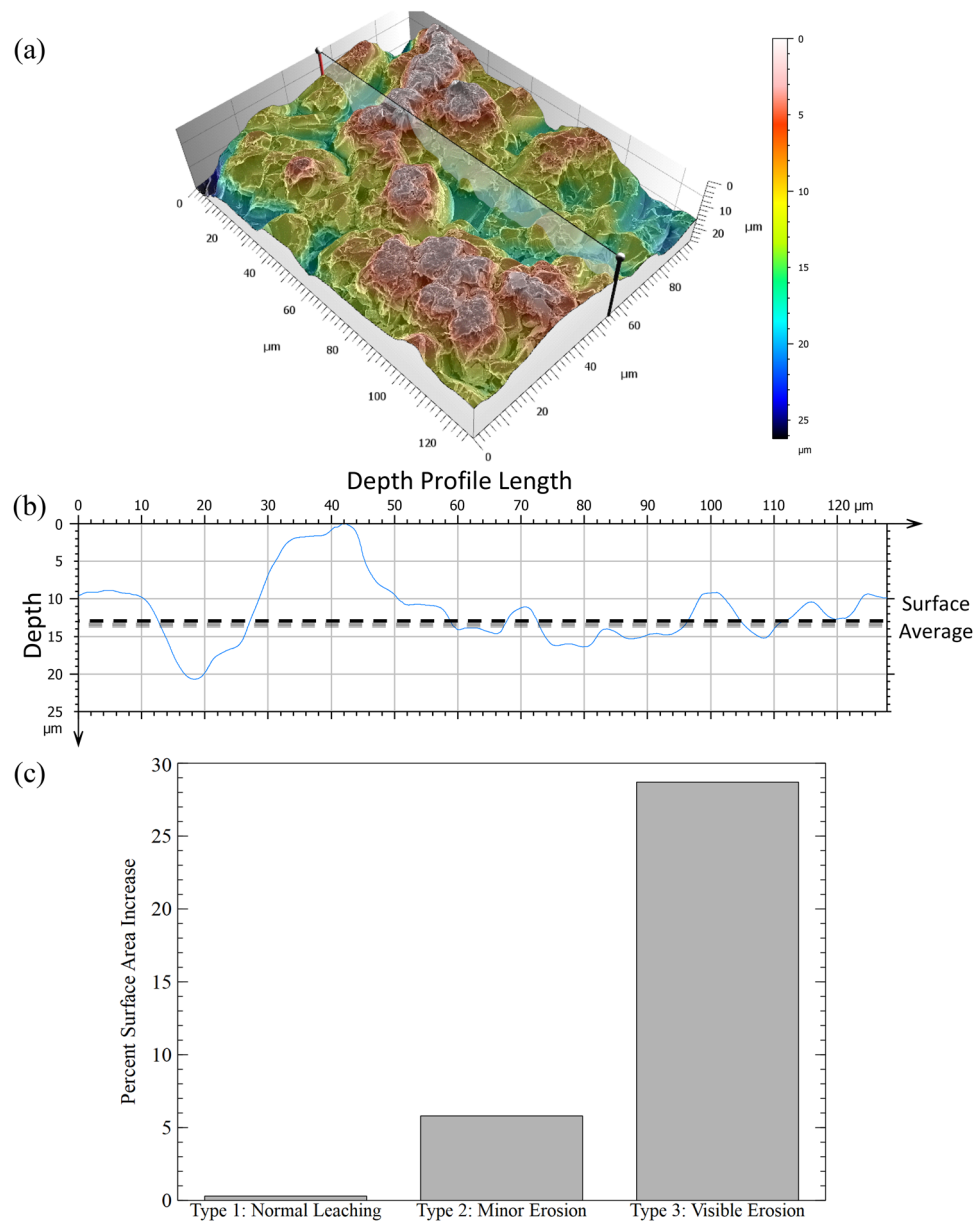 (a)
0
5
10
15
20
25
µm
0
20
40
60
80
100
120
µm
0
20
40
60
80
µm
0
10
20
µm
(b)
Depth Profile Length
0 10 20 30 40 50 60 70 80 90 100 110 120 µm
Depth
0
5
10
15
20
25
µm
Surface
Average
(c)
Percent Surface Area Increase
30
25
20
15
10
5
0
Type 1: Normal Leaching Type 2: Minor Erosion Type 3: Visible Erosion